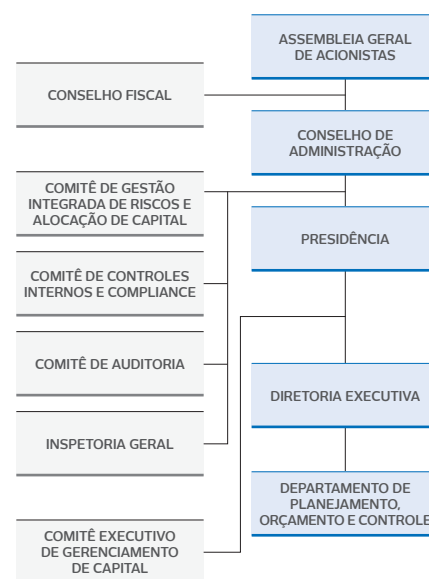 ASSEMBLEIA GERAL
DE ACIONISTAS
CONSELHO FISCAL
CONSELHO DE
ADMINISTRAÇÃO
COMITÊ DE GESTÃO
INTEGRADA DE RISCOS E
ALOCAÇÃO DE CAPITAL
PRESIDÊNCIA
COMITÊ DE CONTROLES
INTERNOS E COMPLIANCE
COMITÊ DE AUDITORIA
DIRETORIA EXECUTIVA
INSPETORIA GERAL
DEPARTAMENTO DE
PLANEJAMENTO,
ORÇAMENTO E CONTROLE
COMITÊ EXECUTIVO
DE GERENCIAMENTO
DE CAPITAL